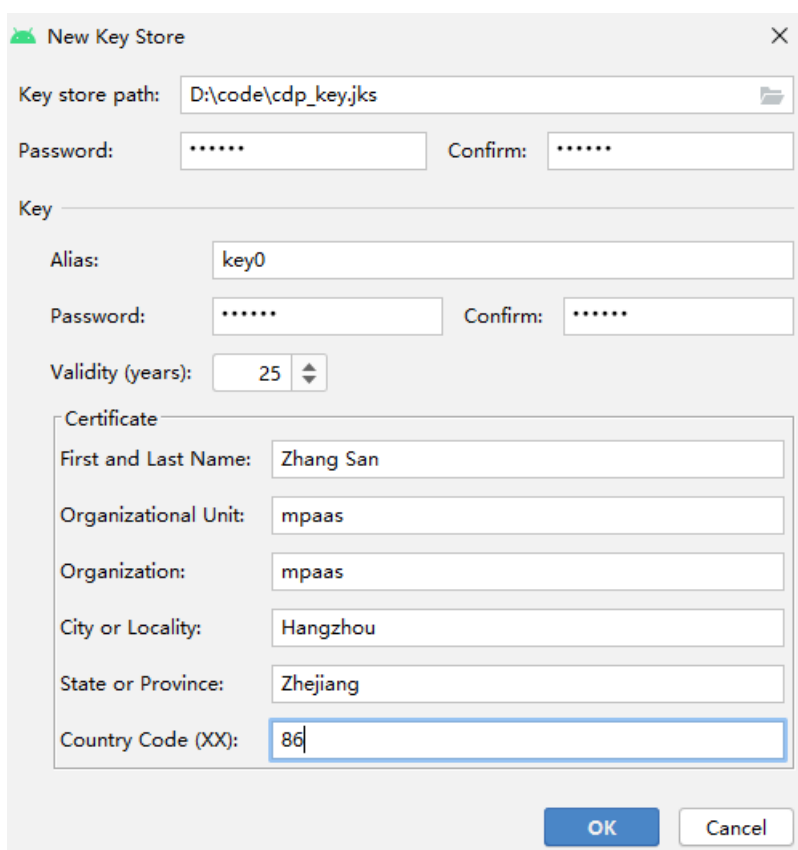 New Key Store
Key store path: D:\code\cdp_key.jks
Password: •••••• Confirm: ••••••
Key
Alias: key0
Password: •••••• Confirm: ••••••
Validity (years): 25
Certificate
First and Last Name: Zhang San
Organizational Unit: mpaas
Organization: mpaas
City or Locality: Hangzhou
State or Province: Zhejiang
Country Code (XX): 86
OK Cancel